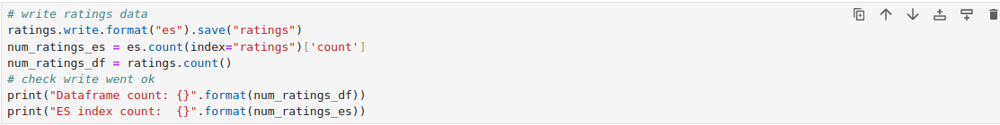 # write ratings data
ratings.write.format("es").save("ratings")
num_ratings_es = es.count(index="ratings")['count']
num_ratings_df = ratings.count()
# check write went ok
print("Dataframe count: {}".format(num_ratings_df))
print("ES index count:  {}".format(num_ratings_es))